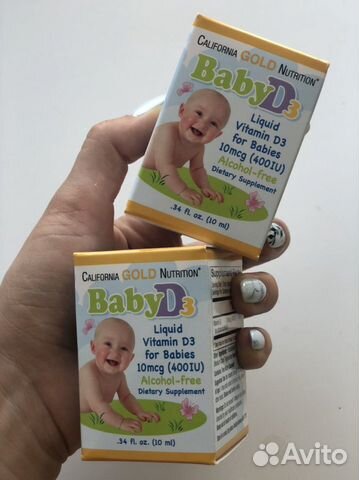 CALIFORNIA GOLD NUTRITION®
BabyD3
Liquid
Vitamin D3
for Babies
10mcg (400IU)
Alcohol-free
Dietary Supplement
.34 fl. oz. (10 ml)
CALIFORNIA GOLD NUTRITION®
BabyD3
Liquid
Vitamin D3
for Babies
10mcg (400IU)
Alcohol-free
Dietary Supplement
.34 fl. oz. (10 ml)
Avito